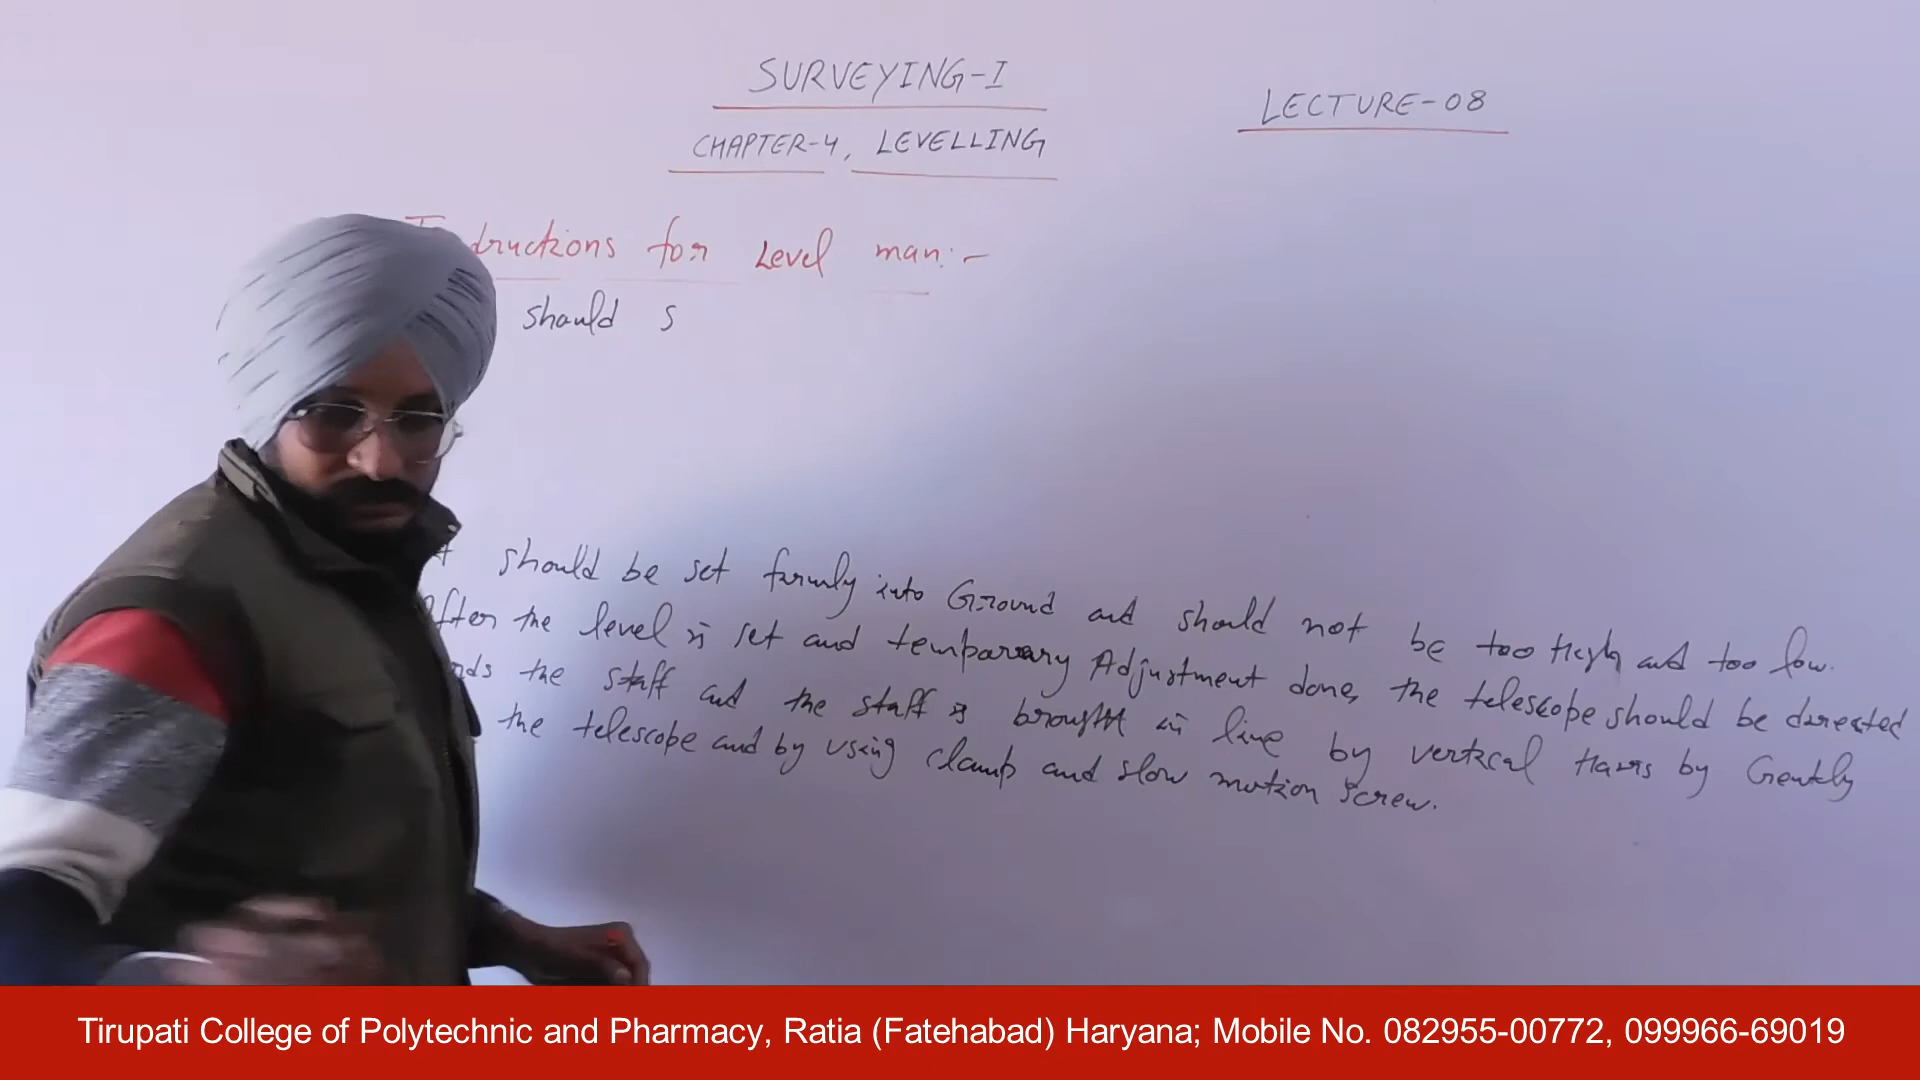 SURVEYING-I
LECTURE-08
CHAPTER-4, LEVELLING
Instructions for Level man:-
should s
should be set firmly into Ground and should not be too High and too low.
After the level is set and temporary Adjustment done, the telescope should be directed
the staff and the staff is brought in line by vertical Hairs by Gently
the telescope and by using clamp and slow motion screw.
Tirupati College of Polytechnic and Pharmacy, Ratia (Fatehabad) Haryana; Mobile No. 082955-00772, 099966-69019